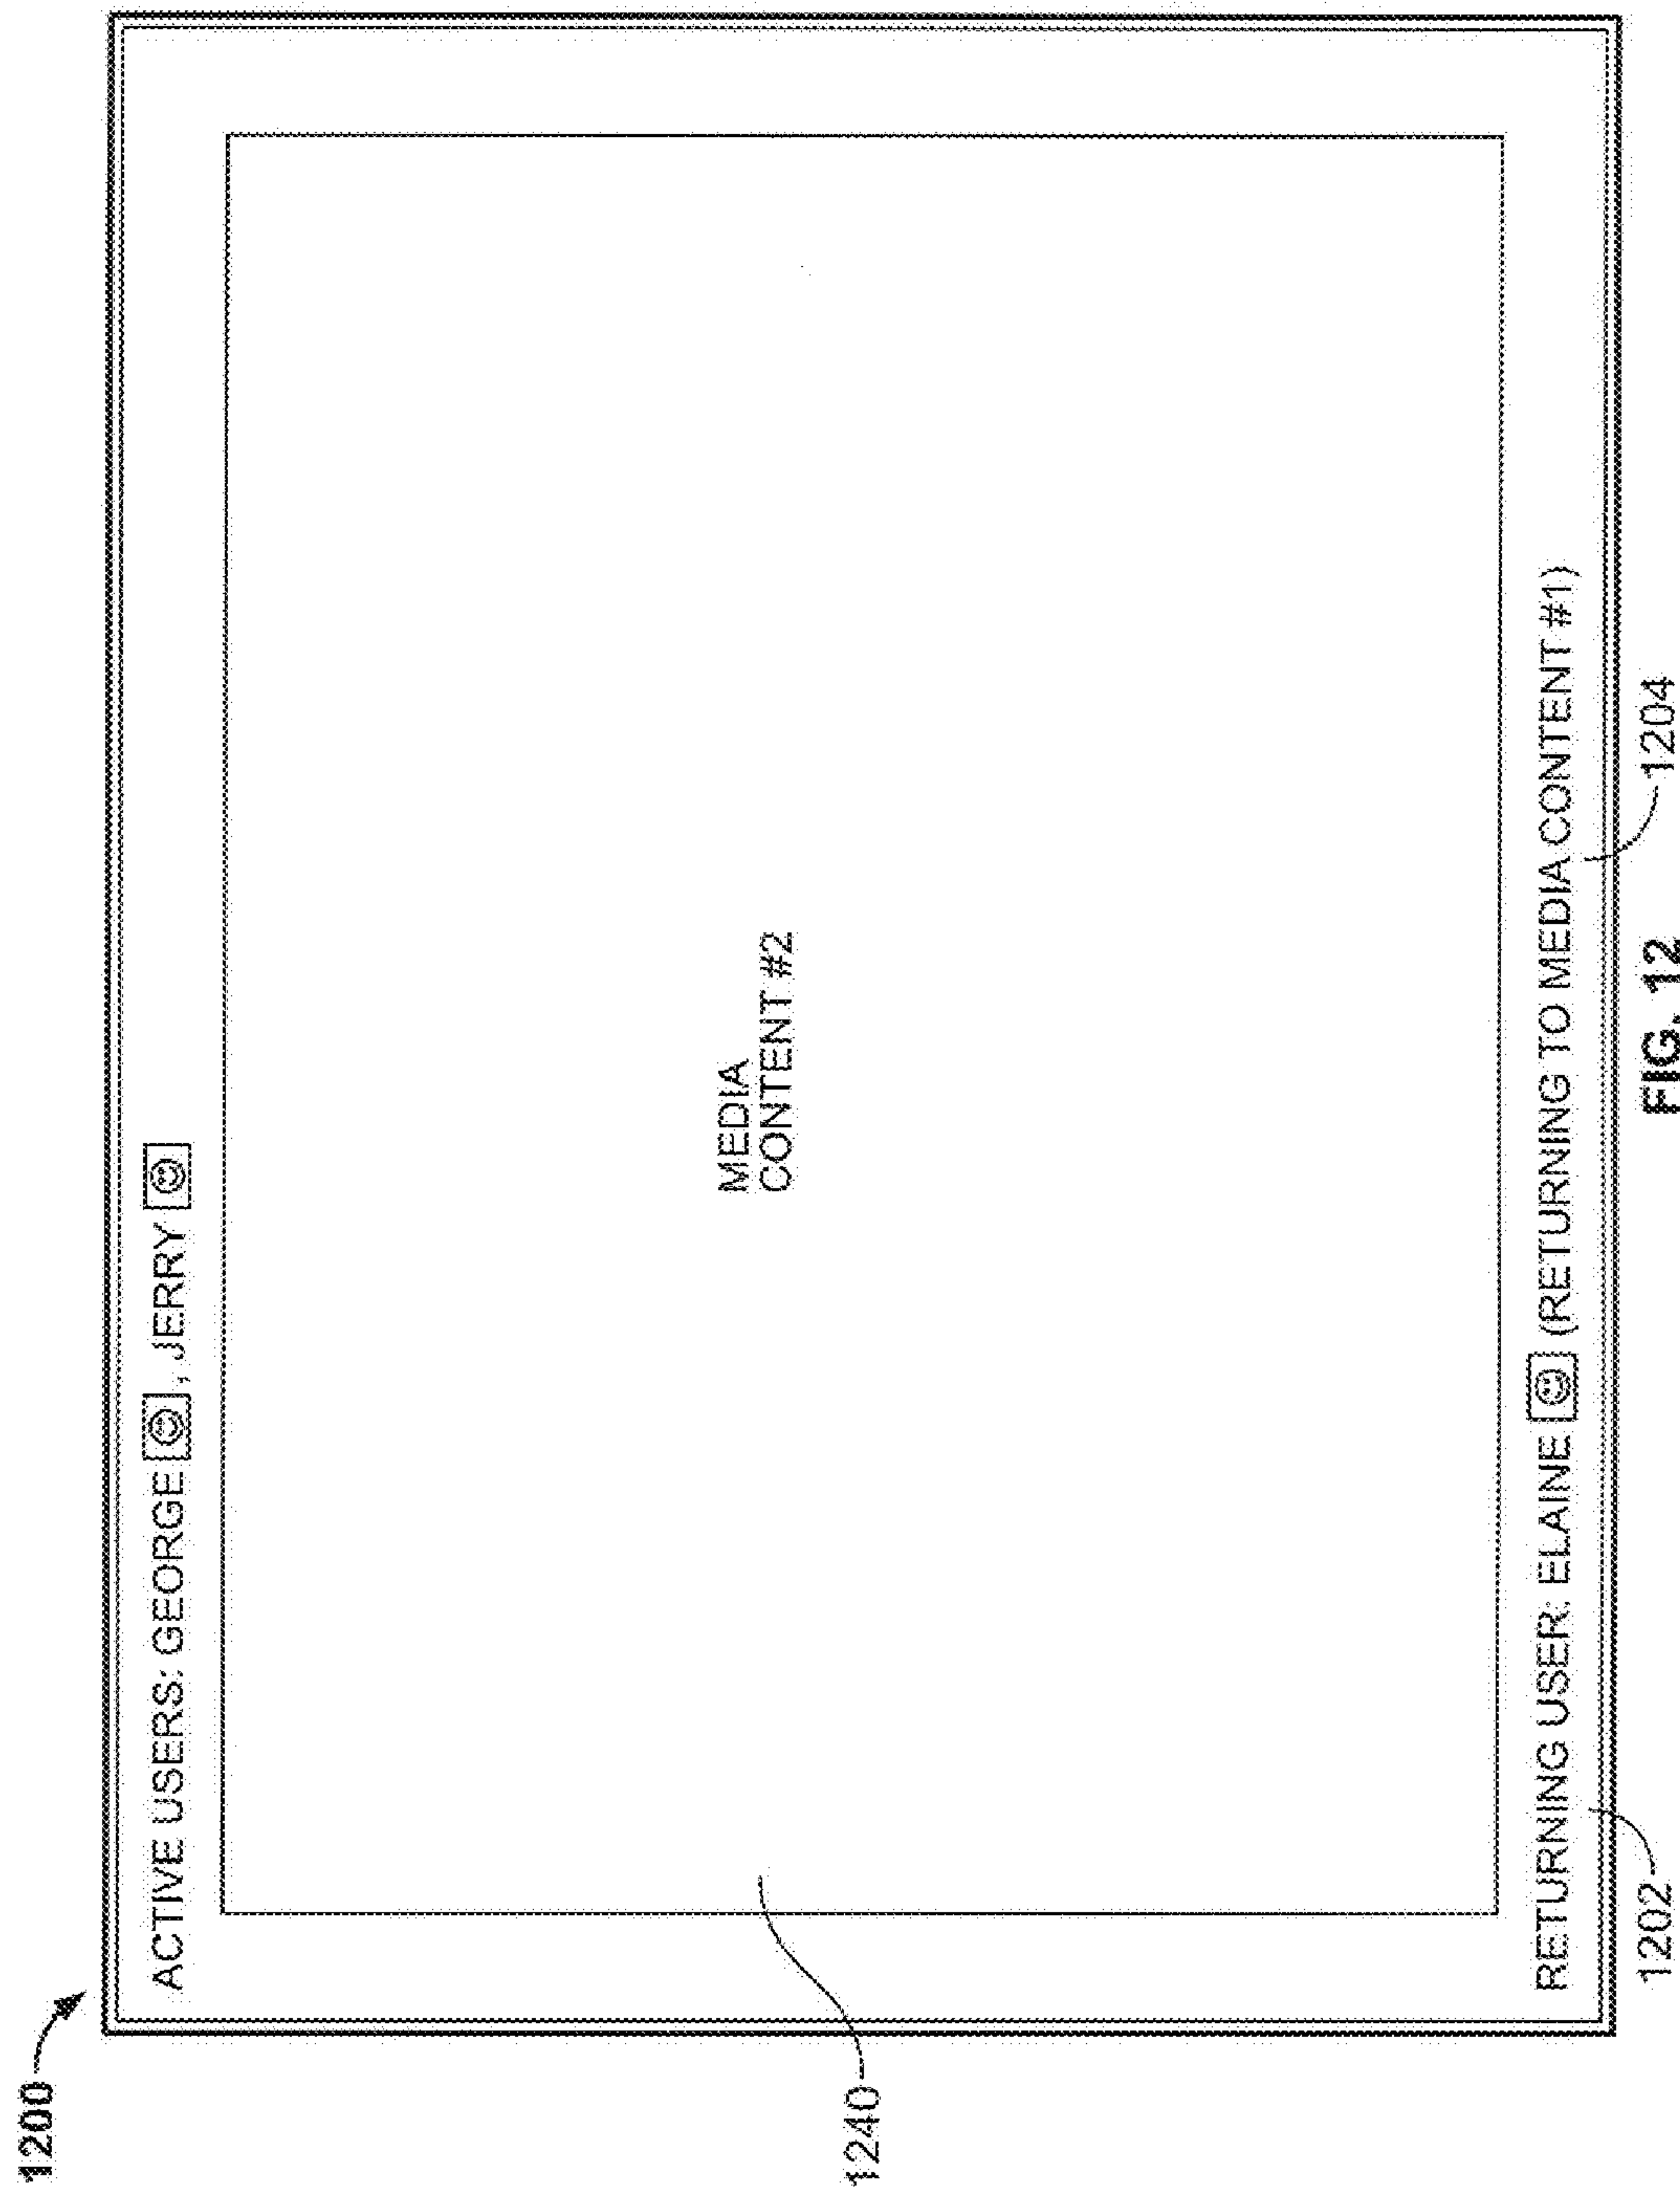 1200
ACTIVE USERS: GEORGE ☺, JERRY ☺
MEDIA
CONTENT #2
1240
RETURNING USER: ELAINE ☺ (RETURNING TO MEDIA CONTENT #1)
1202
1204
FIG. 12